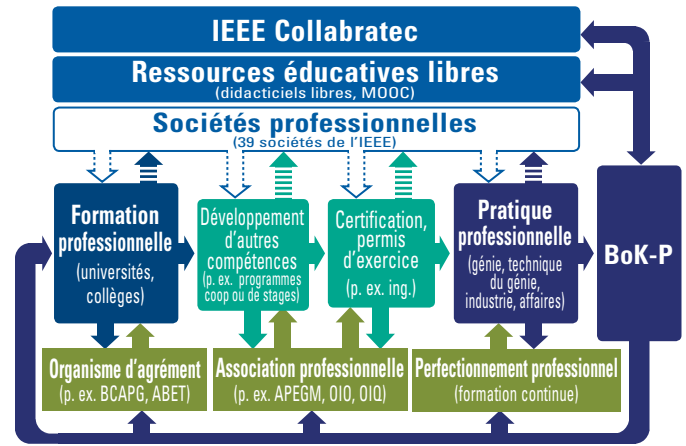 IEEE Collabratec
Ressources éducatives libres
(didacticiels libres, MOOC)
Sociétés professionnelles
(39 sociétés de l'IEEE)
Formation
professionnelle
(universités,
collèges)
Développement
d'autres
compétences
(p. ex. programmes
coop ou de stages)
Certification,
permis
d'exercice
(p. ex. ing.)
Pratique
professionnelle
(génie, technique
du génie,
industrie, affaires)
BoK-P
Organisme d'agrément
(p. ex. BCAPG, ABET)
Association professionnelle
(p. ex. APEGM, OIO, OIQ)
Perfectionnement professionnel
(formation continue)